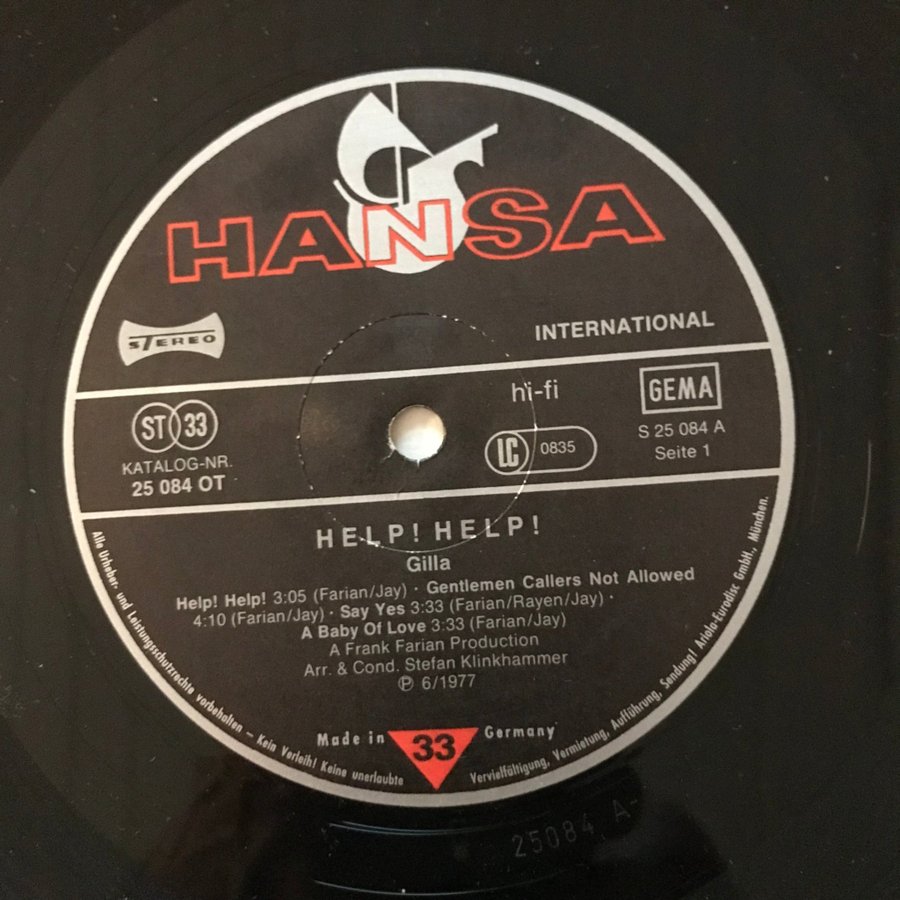 HANSA
INTERNATIONAL
STEREO
hi-fi
GEMA
ST 33
LC 0835
S 25 084 A
KATALOG-NR.
Seite 1
25 084 OT
HELP! HELP!
Gilla
Help! Help! 3:05 (Farian/Jay) · Gentlemen Callers Not Allowed
4:10 (Farian/Jay) · Say Yes 3:33 (Farian/Rayen/Jay) ·
A Baby Of Love 3:33 (Farian/Jay)
A Frank Farian Production
Arr. & Cond. Stefan Klinkhammer
℗ 6/1977
Made in 33 Germany
Alle Urheber- und Leistungsschutzrechte vorbehalten – Kein Verleih! Keine unerlaubte Vervielfältigung, Vermietung, Aufführung, Sendung! Ariola-Eurodisc GmbH., München.
25084 A-